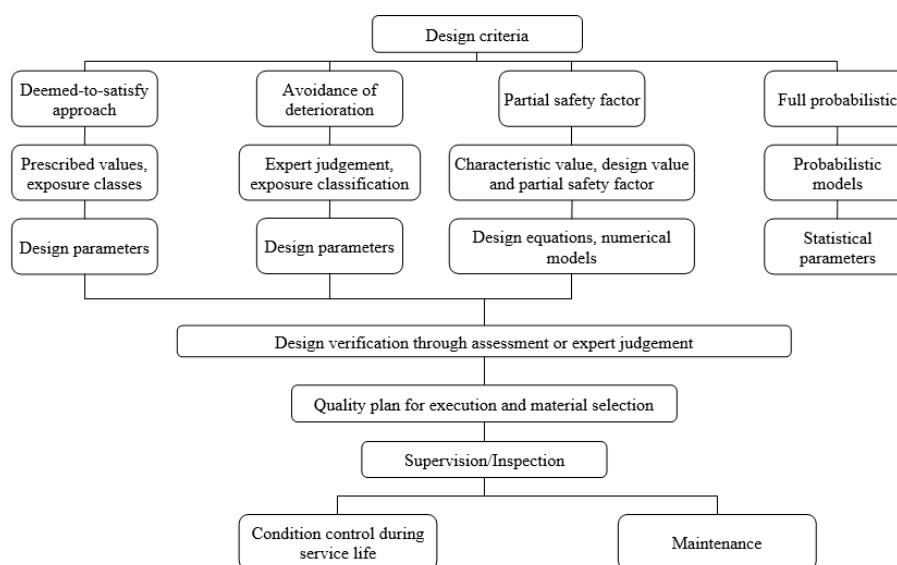 Design criteria
Deemed-to-satisfy
approach
Avoidance of
deterioration
Partial safety factor
Full probabilistic
Prescribed values,
exposure classes
Expert judgement,
exposure classification
Characteristic value, design value
and partial safety factor
Probabilistic
models
Design parameters
Design parameters
Design equations, numerical
models
Statistical
parameters
Design verification through assessment or expert judgement
Quality plan for execution and material selection
Supervision/Inspection
Condition control during
service life
Maintenance